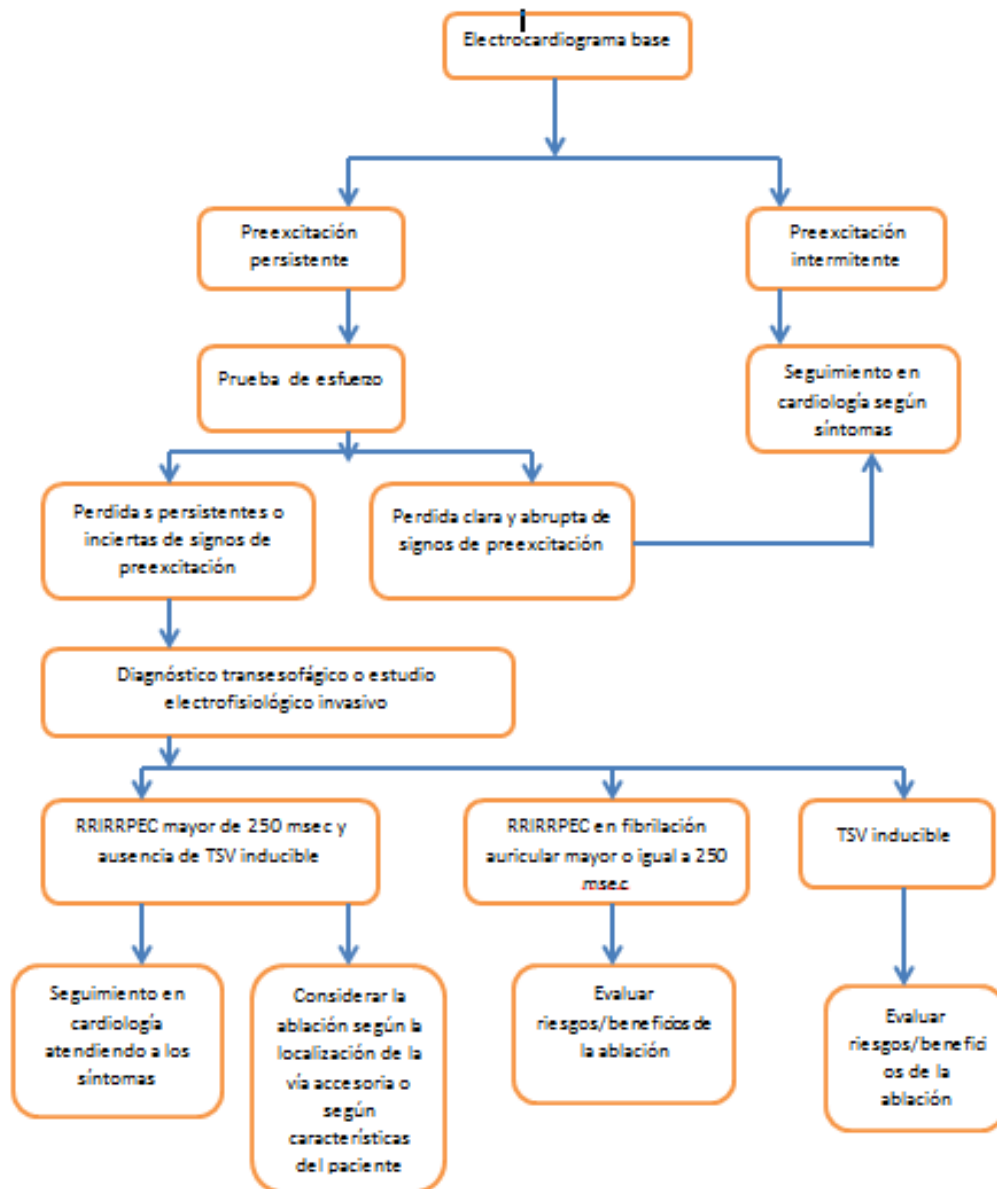 Electrocardiograma base
Preexcitación
persistente
Preexcitación
intermitente
Prueba de esfuerzo
Seguimiento en
cardiología según
síntomas
Perdida s persistentes o
inciertas de signos de
preexcitación
Perdida clara y abrupta de
signos de preexcitación
Diagnóstico transesofágico o estudio
electrofisiológico invasivo
RRIRRPEC mayor de 250 msec y
ausencia de TSV inducible
RRIRRPEC en fibrilación
auricular mayor o igual a 250
msec
TSV inducible
Seguimiento en
cardiología
atendiendo a los
síntomas
Considerar la
ablación según la
localización de la
vía accesoria o
según
características
del paciente
Evaluar
riesgos/beneficios de
la ablación
Evaluar
riesgos/benefici
os de la
ablación